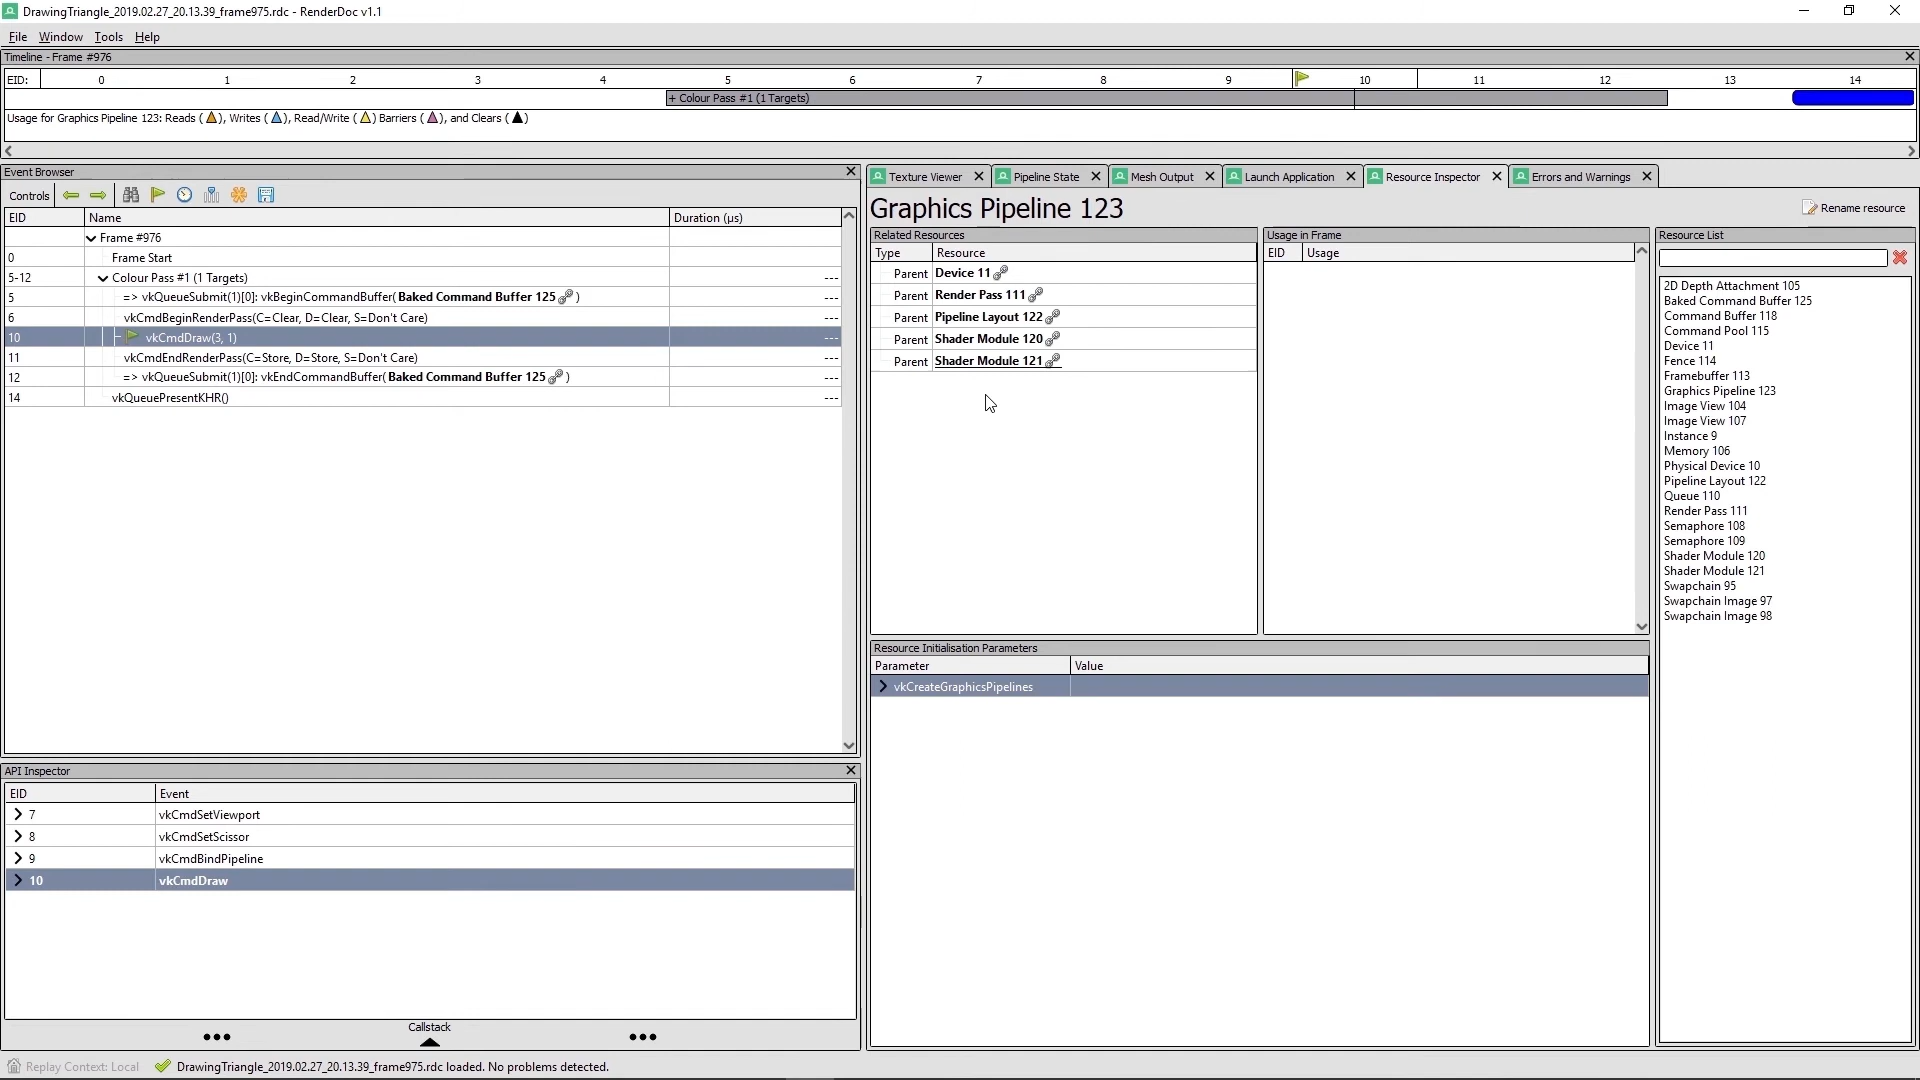 DrawingTriangle_2019.02.27_20.13.39_frame975.rdc - RenderDoc v1.1
File Window Tools Help
Timeline - Frame #976
EID: 0 1 2 3 4 5 6 7 8 9 10 11 12 13 14
+ Colour Pass #1 (1 Targets)
Usage for Graphics Pipeline 123: Reads ( ), Writes ( ), Read/Write ( ) Barriers ( ), and Clears ( )
Event Browser
Controls
EID Name Duration (µs)
Frame #976
0 Frame Start
5-12 Colour Pass #1 (1 Targets) ---
5 => vkQueueSubmit(1)[0]: vkBeginCommandBuffer( Baked Command Buffer 125 ) ---
6 vkCmdBeginRenderPass(C=Clear, D=Clear, S=Don't Care) ---
10 vkCmdDraw(3, 1) ---
11 vkCmdEndRenderPass(C=Store, D=Store, S=Don't Care) ---
12 => vkQueueSubmit(1)[0]: vkEndCommandBuffer( Baked Command Buffer 125 ) ---
14 vkQueuePresentKHR() ---
API Inspector
EID Event
7 vkCmdSetViewport
8 vkCmdSetScissor
9 vkCmdBindPipeline
10 vkCmdDraw
Callstack
Texture Viewer Pipeline State Mesh Output Launch Application Resource Inspector Errors and Warnings
Graphics Pipeline 123
Rename resource
Related Resources
Type Resource
Parent Device 11
Parent Render Pass 111
Parent Pipeline Layout 122
Parent Shader Module 120
Parent Shader Module 121
Usage in Frame
EID Usage
Resource List
2D Depth Attachment 105
Baked Command Buffer 125
Command Buffer 118
Command Pool 115
Device 11
Fence 114
Framebuffer 113
Graphics Pipeline 123
Image View 104
Image View 107
Instance 9
Memory 106
Physical Device 10
Pipeline Layout 122
Queue 110
Render Pass 111
Semaphore 108
Semaphore 109
Shader Module 120
Shader Module 121
Swapchain 95
Swapchain Image 97
Swapchain Image 98
Resource Initialisation Parameters
Parameter Value
vkCreateGraphicsPipelines
Replay Context: Local DrawingTriangle_2019.02.27_20.13.39_frame975.rdc loaded. No problems detected.